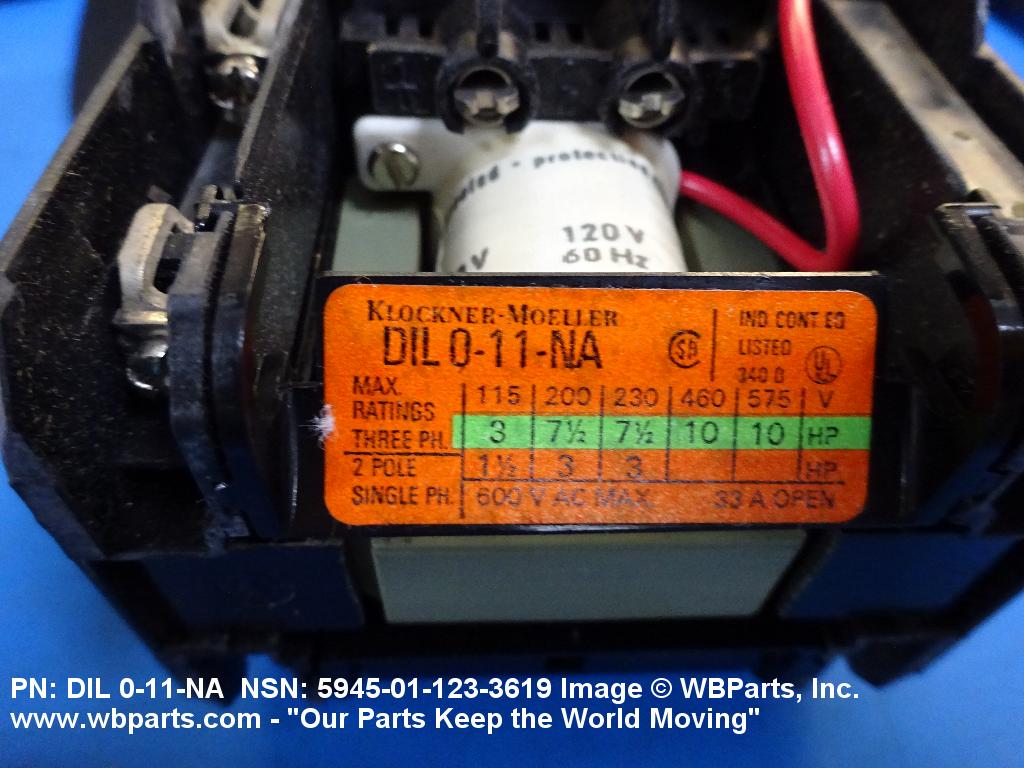 protection
120 V
60 Hz
V
KLOCKNER-MOELLER
DIL 0-11-NA
SA
IND CONT EQ
LISTED
340 B
UL
MAX. RATINGS 115 200 230 460 575 V
THREE PH. 3 7½ 7½ 10 10 HP
2 POLE 1½ 3 3 HP
SINGLE PH. 600 V AC MAX. 33 A OPEN
PN: DIL 0-11-NA NSN: 5945-01-123-3619 Image © WBParts, Inc.
www.wbparts.com - "Our Parts Keep the World Moving"